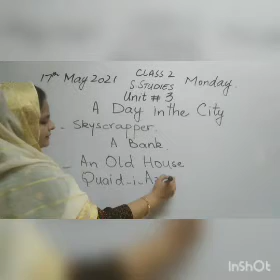 17th May 2021 CLASS 2 Monday.
S. STUDIES
Unit # 3
A Day In the City
- Skyscrapper.
A Bank
- An Old House
Quaid-i-A
InShOt